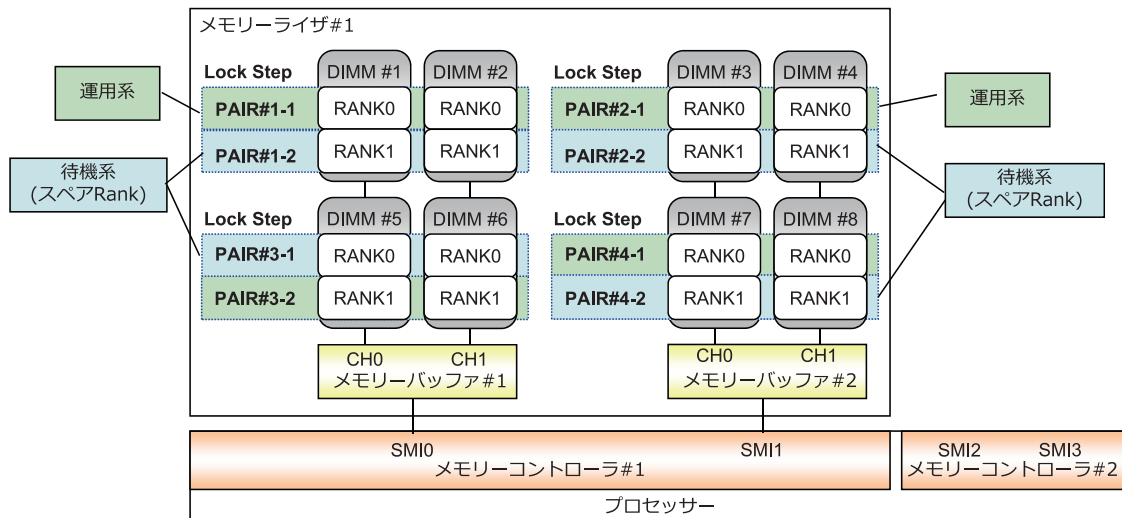 メモリーライザ#1
Lock Step DIMM #1 DIMM #2 Lock Step DIMM #3 DIMM #4
運用系 PAIR#1-1 RANK0 RANK0 PAIR#2-1 RANK0 RANK0 運用系
PAIR#1-2 RANK1 RANK1 PAIR#2-2 RANK1 RANK1
待機系 待機系
(スペアRank) (スペアRank)
Lock Step DIMM #5 DIMM #6 Lock Step DIMM #7 DIMM #8
PAIR#3-1 RANK0 RANK0 PAIR#4-1 RANK0 RANK0
PAIR#3-2 RANK1 RANK1 PAIR#4-2 RANK1 RANK1
CH0 CH1 CH0 CH1
メモリーバッファ#1 メモリーバッファ#2
SMI0 SMI1 SMI2 SMI3
メモリーコントローラ#1 メモリーコントローラ#2
プロセッサー